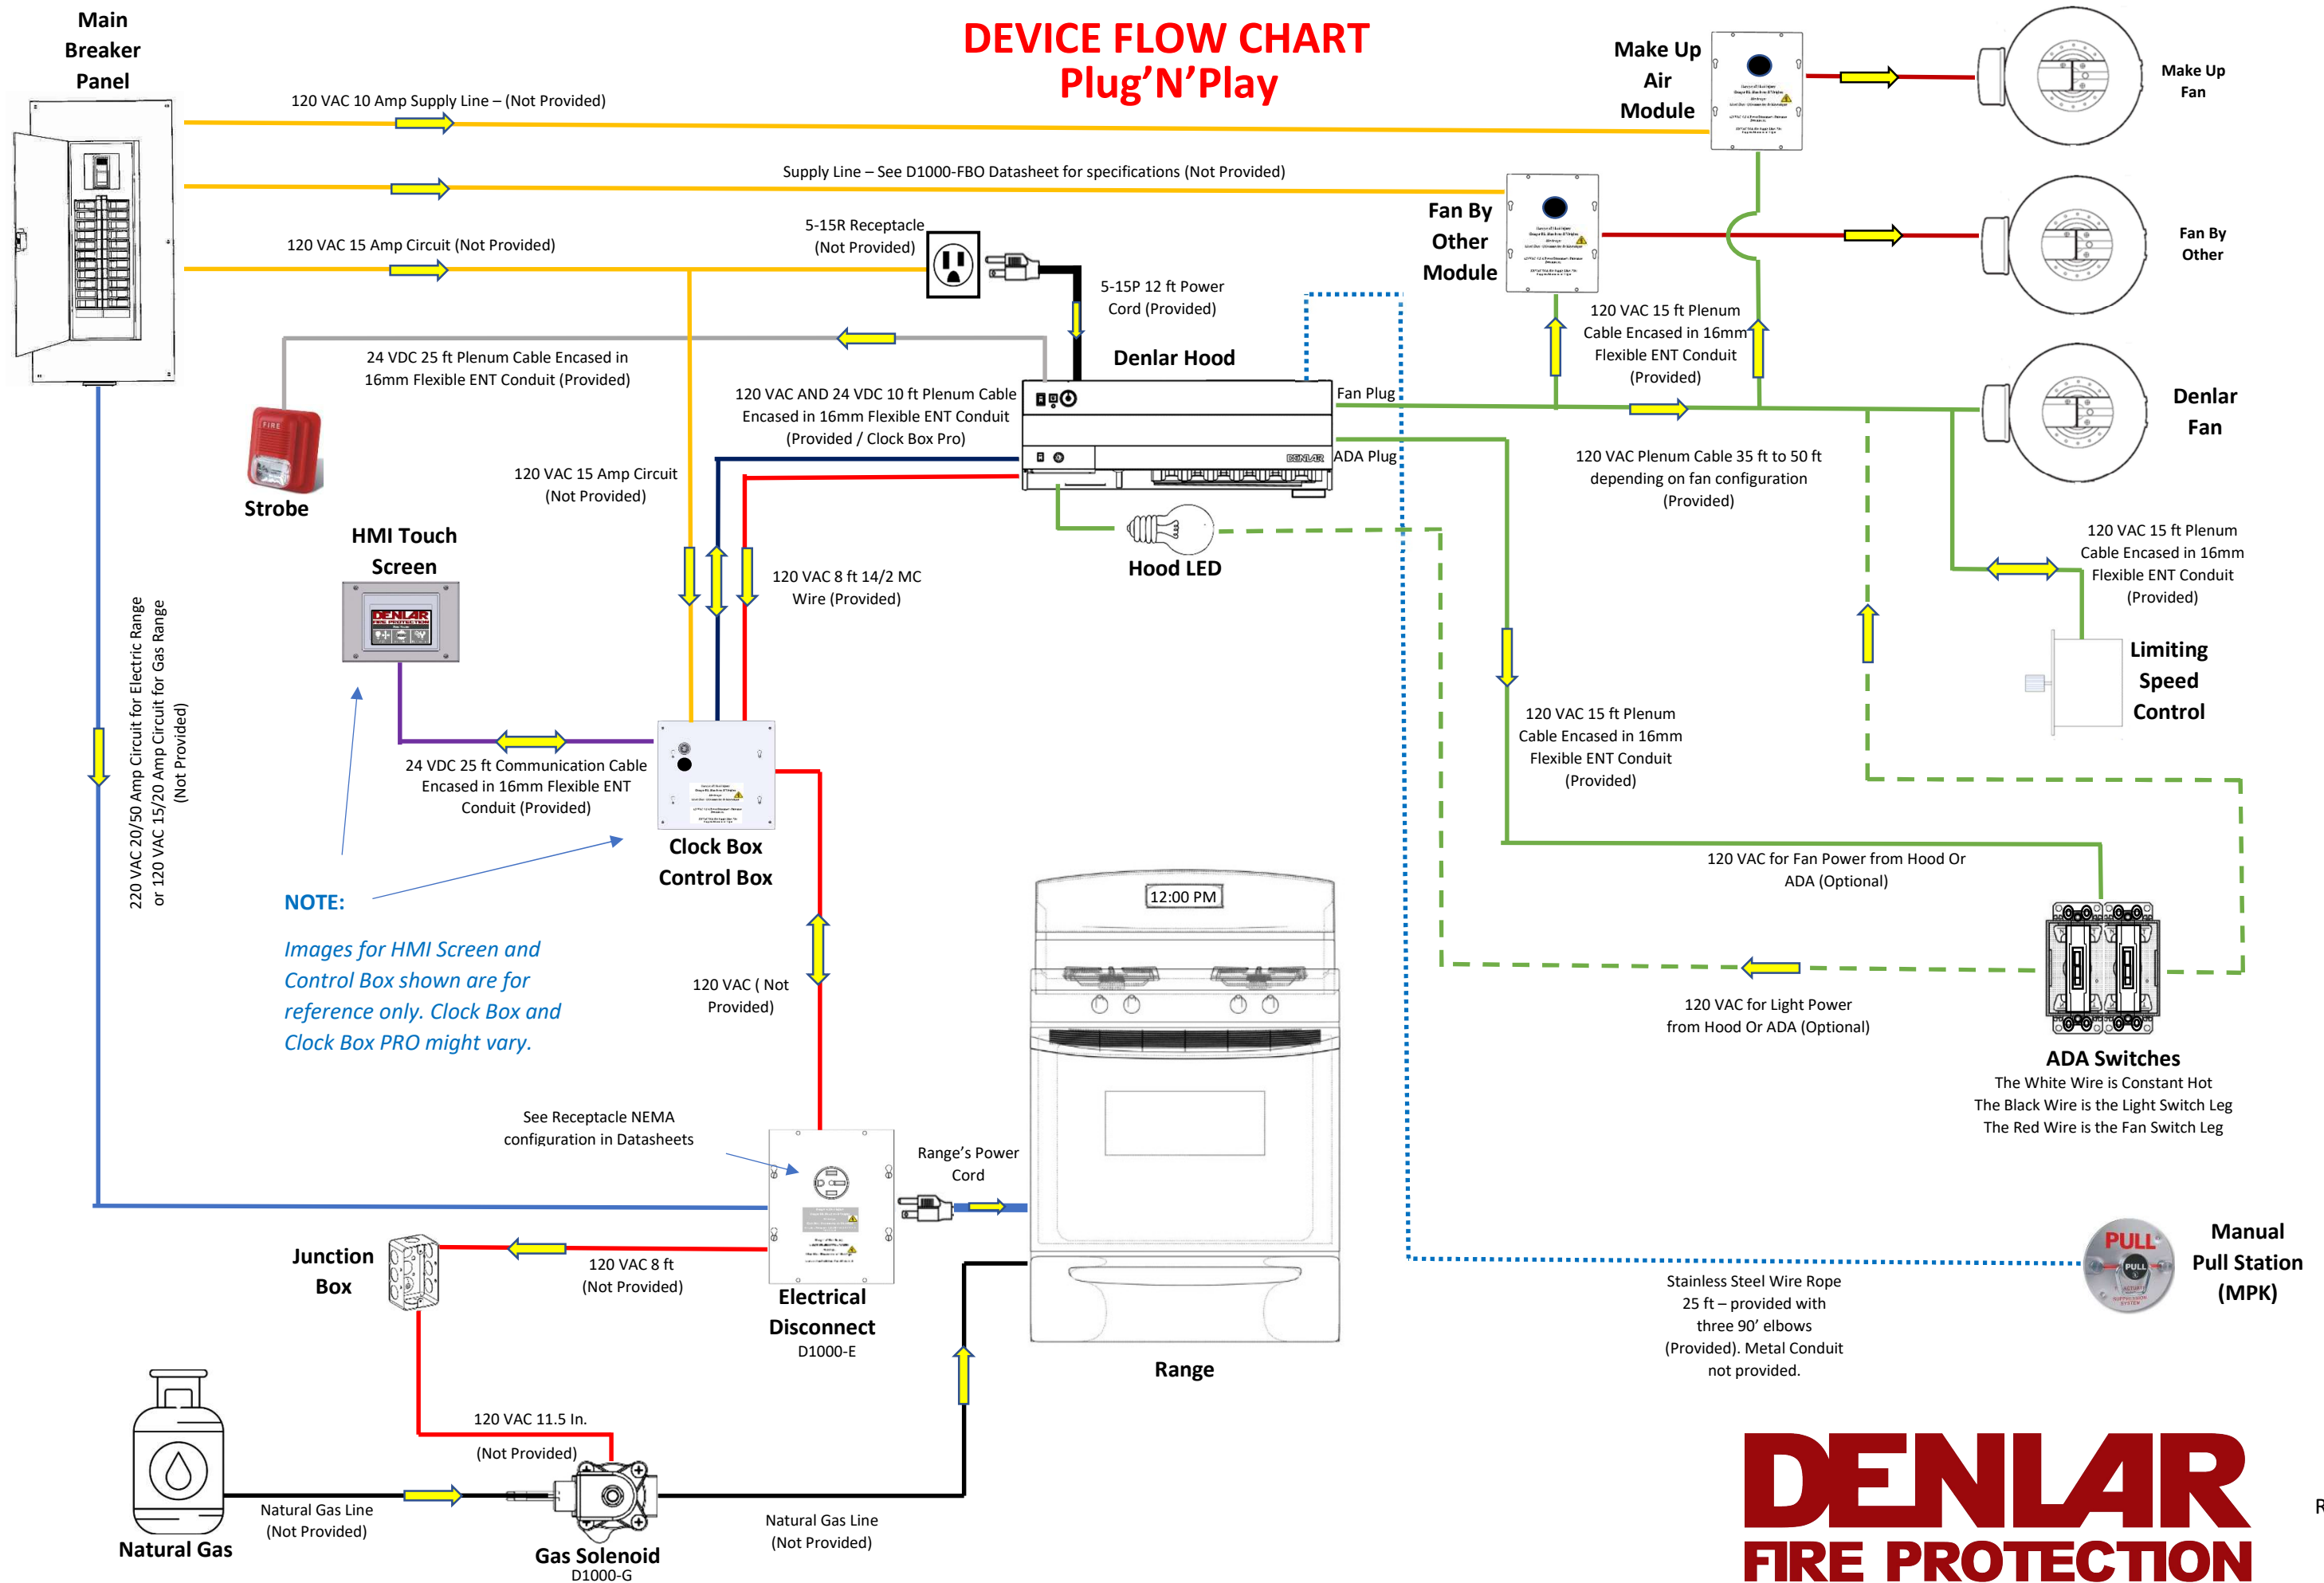 DEVICE FLOW CHART
Plug’N’Play
Main
Breaker
Panel
120 VAC 10 Amp Supply Line – (Not Provided)
Make Up
Air
Module
Make Up
Fan
Supply Line – See D1000-FBO Datasheet for specifications (Not Provided)
Fan By
Other
Module
Fan By
Other
120 VAC 15 Amp Circuit (Not Provided)
5-15R Receptacle
(Not Provided)
5-15P 12 ft Power
Cord (Provided)
120 VAC 15 ft Plenum
Cable Encased in 16mm
Flexible ENT Conduit
(Provided)
24 VDC 25 ft Plenum Cable Encased in
16mm Flexible ENT Conduit (Provided)
Denlar Hood
120 VAC AND 24 VDC 10 ft Plenum Cable
Encased in 16mm Flexible ENT Conduit
(Provided / Clock Box Pro)
Fan Plug
ADA Plug
DENLAR
Denlar
Fan
FIRE
Strobe
120 VAC 15 Amp Circuit
(Not Provided)
120 VAC Plenum Cable 35 ft to 50 ft
depending on fan configuration
(Provided)
HMI Touch
Screen
DENLAR
FIRE PROTECTION
Hood LED
120 VAC 8 ft 14/2 MC
Wire (Provided)
120 VAC 15 ft Plenum
Cable Encased in 16mm
Flexible ENT Conduit
(Provided)
Limiting
Speed
Control
220 VAC 20/50 Amp Circuit for Electric Range
or 120 VAC 15/20 Amp Circuit for Gas Range
(Not Provided)
24 VDC 25 ft Communication Cable
Encased in 16mm Flexible ENT
Conduit (Provided)
Clock Box
Control Box
120 VAC 15 ft Plenum
Cable Encased in 16mm
Flexible ENT Conduit
(Provided)
120 VAC for Fan Power from Hood Or
ADA (Optional)
NOTE:
Images for HMI Screen and
Control Box shown are for
reference only. Clock Box and
Clock Box PRO might vary.
12:00 PM
120 VAC ( Not
Provided)
120 VAC for Light Power
from Hood Or ADA (Optional)
ADA Switches
The White Wire is Constant Hot
The Black Wire is the Light Switch Leg
The Red Wire is the Fan Switch Leg
See Receptacle NEMA
configuration in Datasheets
Range’s Power
Cord
Junction
Box
120 VAC 8 ft
(Not Provided)
Electrical
Disconnect
D1000-E
Range
Stainless Steel Wire Rope
25 ft – provided with
three 90’ elbows
(Provided). Metal Conduit
not provided.
PULL
PULL
Manual
Pull Station
(MPK)
120 VAC 11.5 In.
(Not Provided)
Natural Gas Line
(Not Provided)
Natural Gas
Gas Solenoid
D1000-G
Natural Gas Line
(Not Provided)
DENLAR
FIRE PROTECTION
R